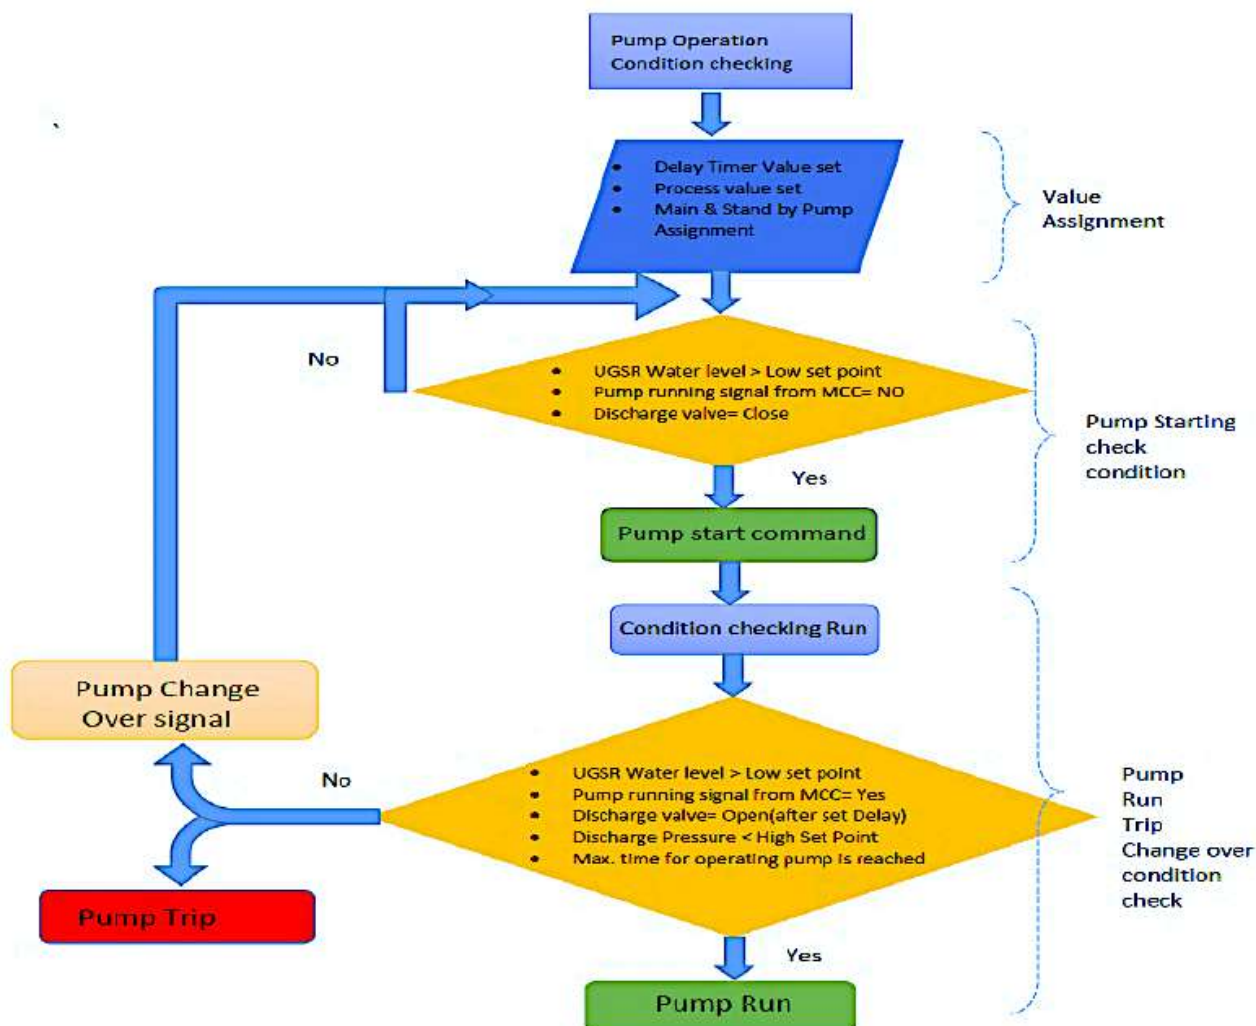 Pump Operation
Condition checking
• Delay Timer Value set
• Process value set
• Main & Stand by Pump
Assignment
Value
Assignment
No
• UGSR Water level > Low set point
• Pump running signal from MCC= NO
• Discharge valve= Close
Pump Starting
check
condition
Yes
Pump start command
Condition checking Run
Pump Change
Over signal
No
• UGSR Water level > Low set point
• Pump running signal from MCC= Yes
• Discharge valve= Open(after set Delay)
• Discharge Pressure < High Set Point
• Max. time for operating pump is reached
Pump
Run
Trip
Change over
condition
check
Pump Trip
Yes
Pump Run